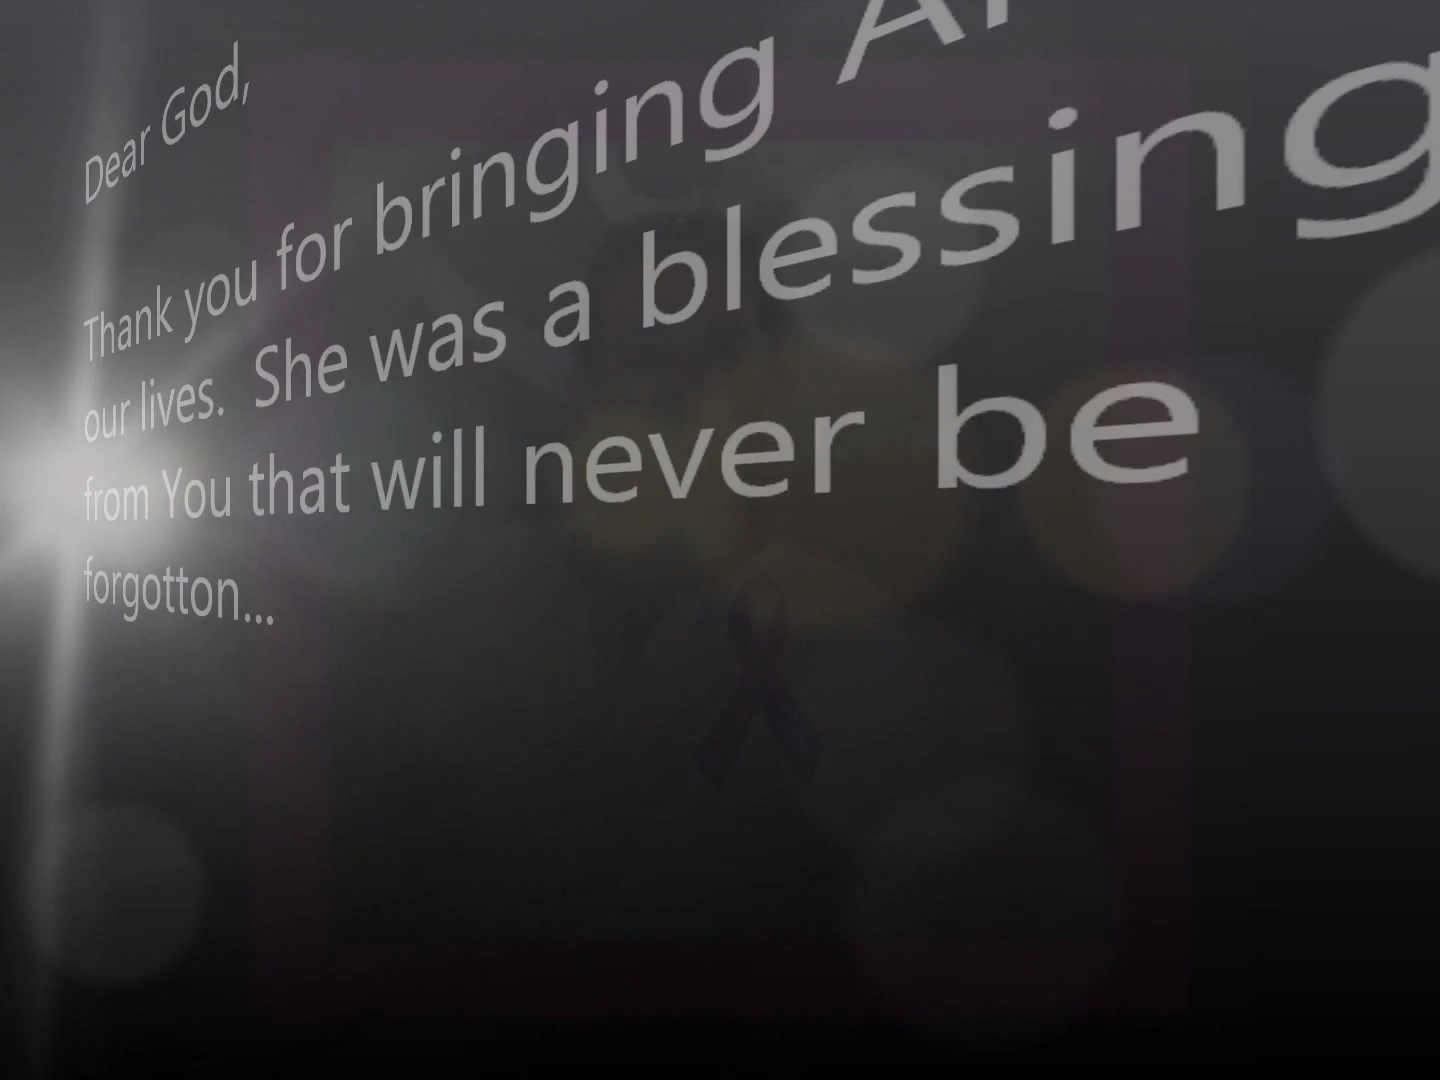 Dear God,
Thank you for bringing
our lives. She was a blessing
from You that will never be
forgotton...